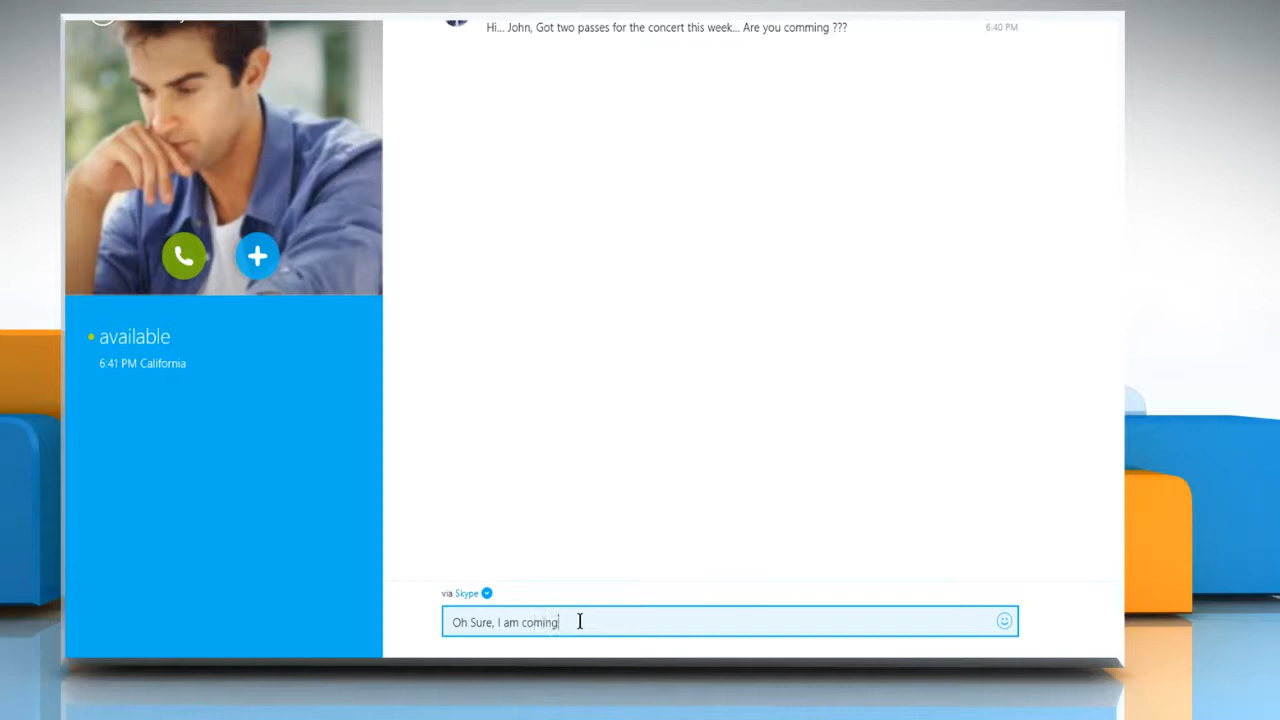 Hi... John, Got two passes for the concert this week... Are you comming ???
6:40 PM
available
6:41 PM California
via Skype
Oh Sure, I am coming